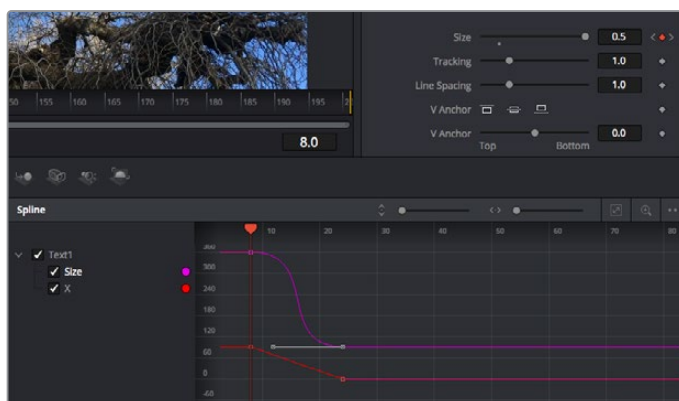 Size 0.5
Tracking 1.0
Line Spacing 1.0
V Anchor
V Anchor 0.0
Top Bottom
150 155 160 165 170 175 180 185 190 195
8.0
Spline
10 20 30 40 50 60 70 80
Text1
Size
X
360
300
240
180
120
60
0
-60